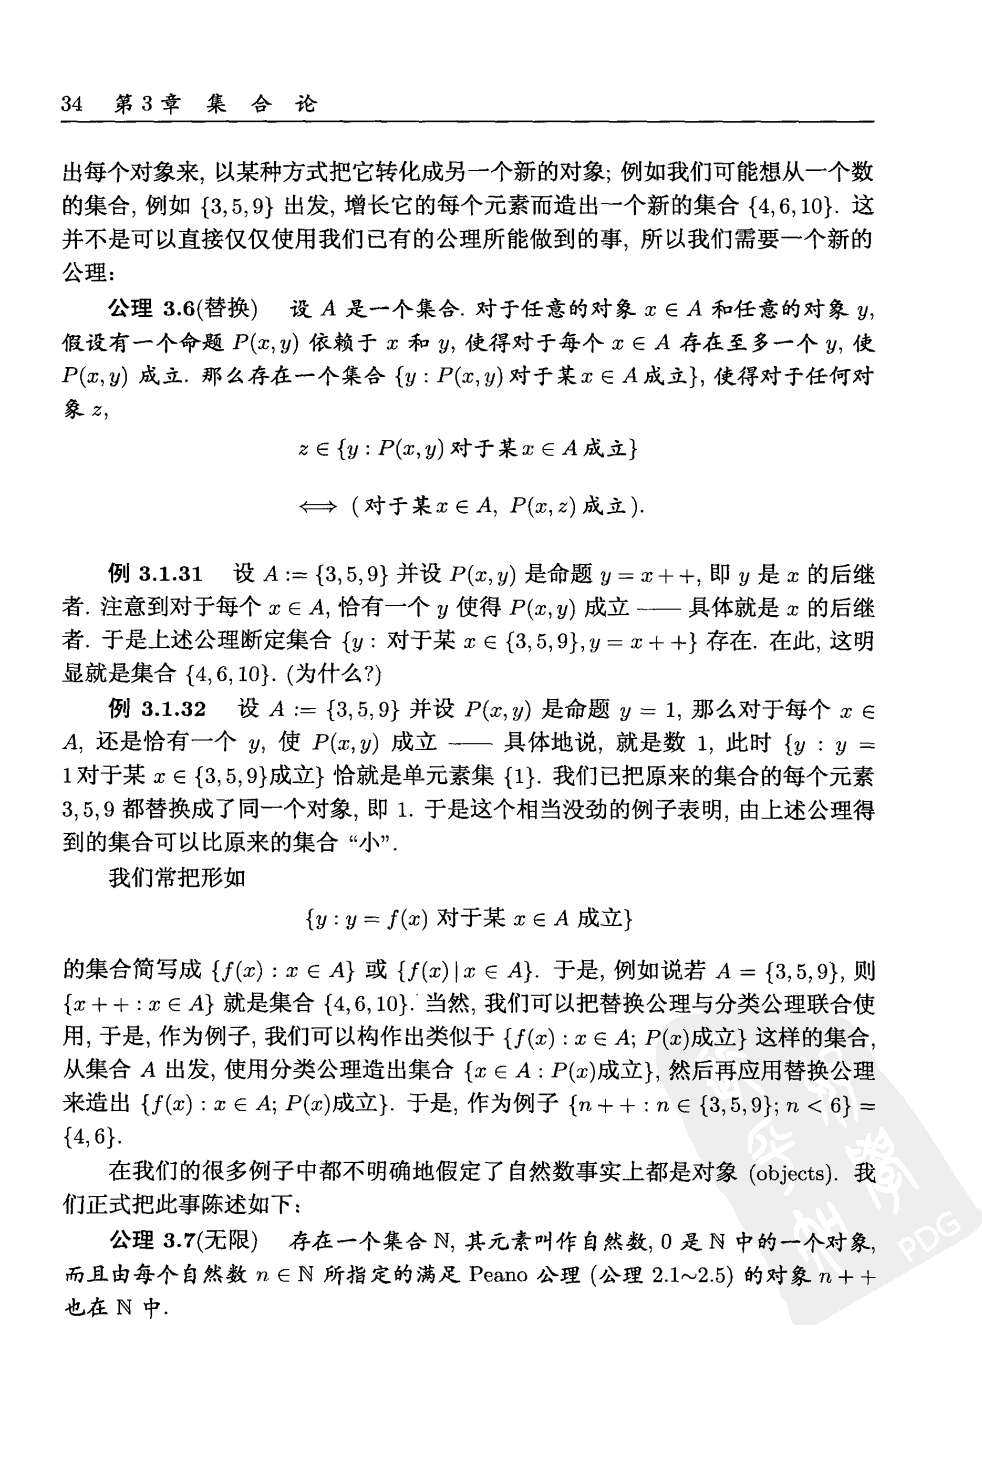 34 第3章 集 合 论
出每个对象来, 以某种方式把它转化成另一个新的对象; 例如我们可能想从一个数
的集合, 例如 {3,5,9} 出发, 增长它的每个元素而造出一个新的集合 {4,6,10}. 这
并不是可以直接仅仅使用我们已有的公理所能做到的事, 所以我们需要一个新的
公理:
公理 3.6(替换) 设 A 是一个集合. 对于任意的对象 x ∈ A 和任意的对象 y,
假设有一个命题 P(x,y) 依赖于 x 和 y, 使得对于每个 x ∈ A 存在至多一个 y, 使
P(x,y) 成立. 那么存在一个集合 {y : P(x,y) 对于某 x ∈ A 成立}, 使得对于任何对
象 z,
z ∈ {y : P(x,y) 对于某 x ∈ A 成立}
⟺ (对于某 x ∈ A, P(x,z) 成立).
例 3.1.31 设 A := {3,5,9} 并设 P(x,y) 是命题 y = x++, 即 y 是 x 的后继
者. 注意到对于每个 x ∈ A, 恰有一个 y 使得 P(x,y) 成立 —— 具体就是 x 的后继
者. 于是上述公理断定集合 {y : 对于某 x ∈ {3,5,9}, y = x++} 存在. 在此, 这明
显就是集合 {4,6,10}. (为什么?)
例 3.1.32 设 A := {3,5,9} 并设 P(x,y) 是命题 y = 1, 那么对于每个 x ∈
A, 还是恰有一个 y, 使 P(x,y) 成立 —— 具体地说, 就是数 1, 此时 {y : y =
1对于某 x ∈ {3,5,9}成立} 恰就是单元素集 {1}. 我们已把原来的集合的每个元素
3,5,9 都替换成了同一个对象, 即 1. 于是这个相当没劲的例子表明, 由上述公理得
到的集合可以比原来的集合 “小”.
我们常把形如
{y : y = f(x) 对于某 x ∈ A 成立}
的集合简写成 {f(x) : x ∈ A} 或 {f(x) | x ∈ A}. 于是, 例如说若 A = {3,5,9}, 则
{x++ : x ∈ A} 就是集合 {4,6,10}. 当然, 我们可以把替换公理与分类公理联合使
用, 于是, 作为例子, 我们可以构作出类似于 {f(x) : x ∈ A; P(x)成立} 这样的集合,
从集合 A 出发, 使用分类公理造出集合 {x ∈ A : P(x)成立}, 然后再应用替换公理
来造出 {f(x) : x ∈ A; P(x)成立}. 于是, 作为例子 {n++ : n ∈ {3,5,9}; n < 6} =
{4,6}.
在我们的很多例子中都不明确地假定了自然数事实上都是对象 (objects). 我
们正式把此事陈述如下:
公理 3.7(无限) 存在一个集合 ℕ, 其元素叫作自然数, 0 是 ℕ 中的一个对象,
而且由每个自然数 n ∈ ℕ 所指定的满足 Peano 公理 (公理 2.1~2.5) 的对象 n++
也在 ℕ 中.
PDG